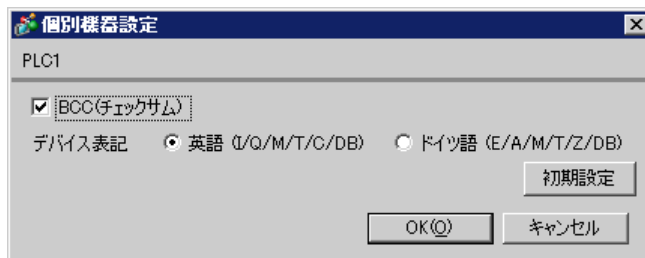 個別機器設定
PLC1
BCC(チェックサム)
デバイス表記 英語 (I/Q/M/T/C/DB) ドイツ語 (E/A/M/T/Z/DB)
初期設定
OK(O) キャンセル